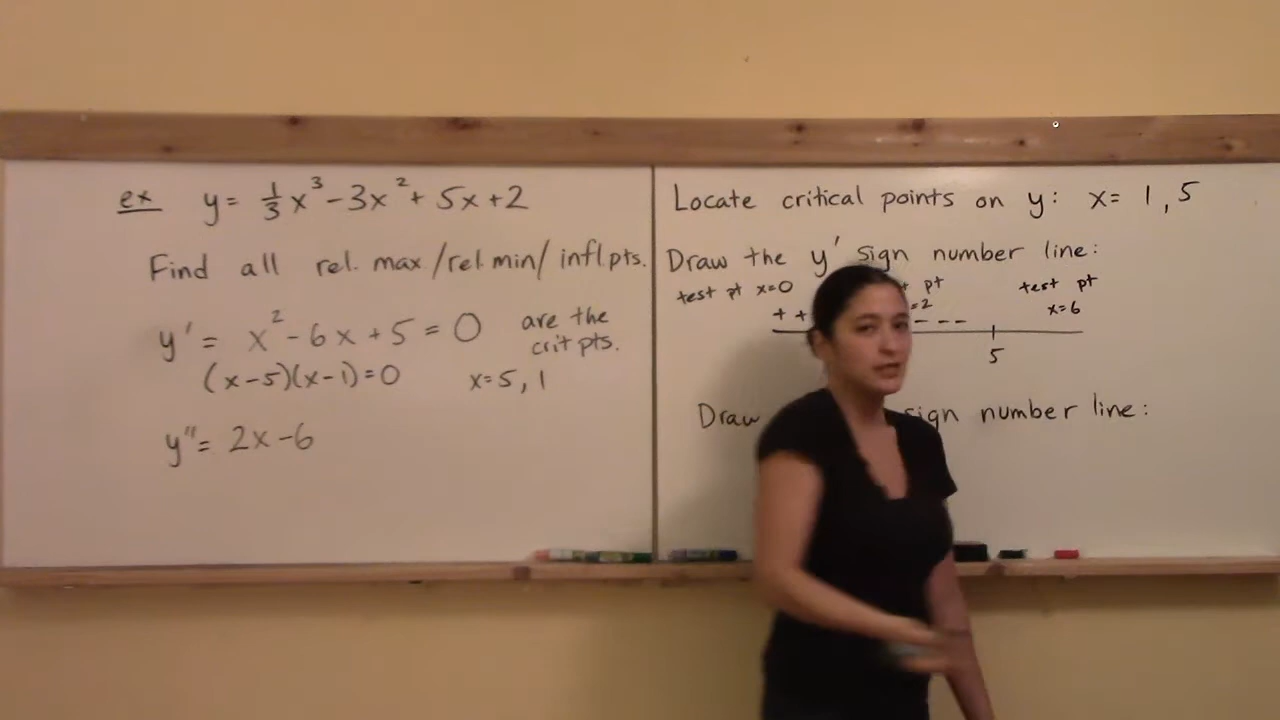 ex y = 1/3 x³ - 3x² + 5x + 2
Find all rel. max / rel. min / infl. pts.
y' = x² - 6x + 5 = 0 are the crit pts.
(x - 5)(x - 1) = 0 x = 5, 1
y'' = 2x - 6
Locate critical points on y: x = 1, 5
Draw the y' sign number line:
test pt x=0 pt =2 test pt x=6
+ + - - -
5
Draw sign number line: